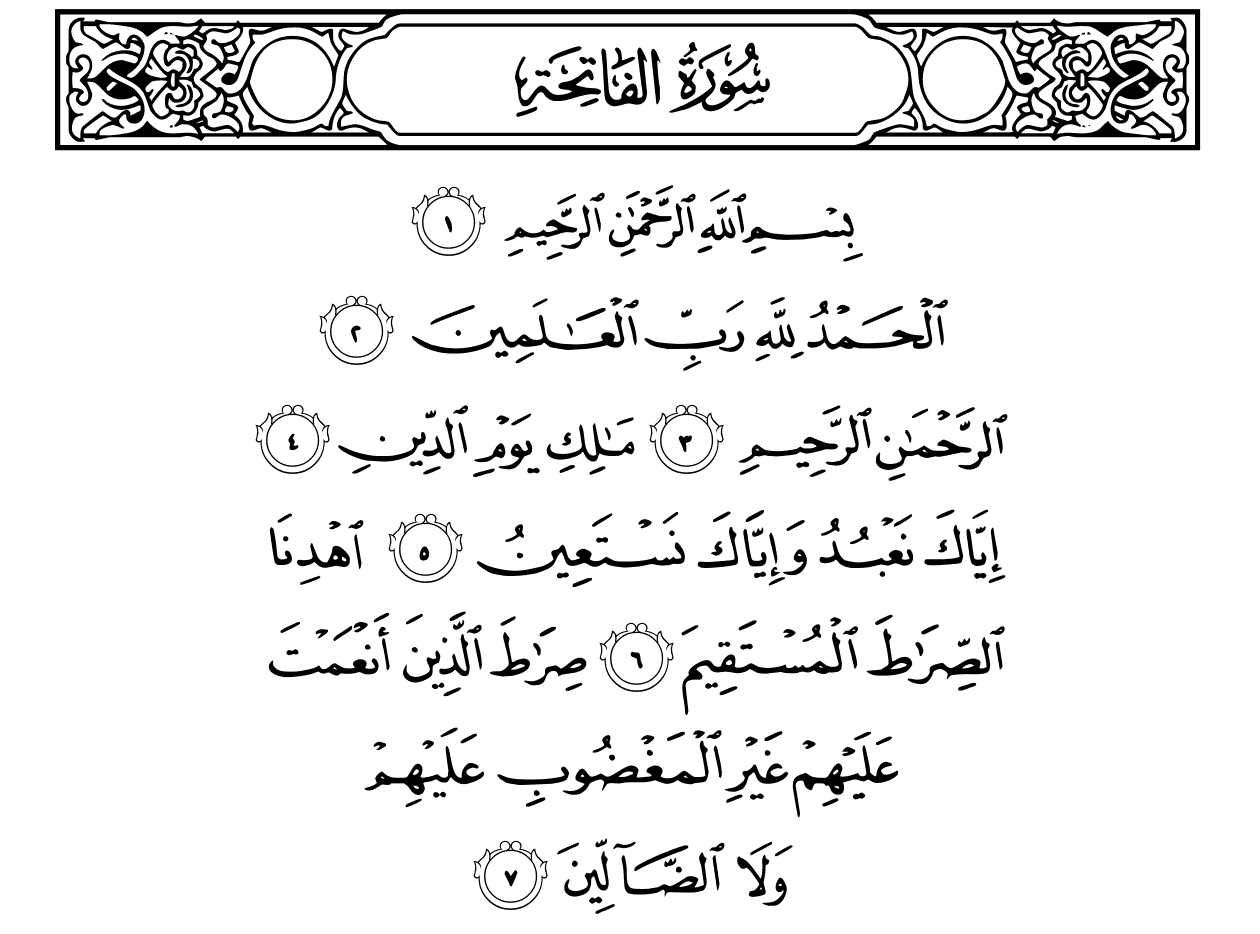 سُورَةُ الفَاتِحَةِ
بِسۡمِ ٱللَّهِ ٱلرَّحۡمَٰنِ ٱلرَّحِيمِ ١
ٱلۡحَمۡدُ لِلَّهِ رَبِّ ٱلۡعَٰلَمِينَ ٢
ٱلرَّحۡمَٰنِ ٱلرَّحِيمِ ٣ مَٰلِكِ يَوۡمِ ٱلدِّينِ ٤
إِيَّاكَ نَعۡبُدُ وَإِيَّاكَ نَسۡتَعِينُ ٥ ٱهۡدِنَا
ٱلصِّرَٰطَ ٱلۡمُسۡتَقِيمَ ٦ صِرَٰطَ ٱلَّذِينَ أَنۡعَمۡتَ
عَلَيۡهِمۡ غَيۡرِ ٱلۡمَغۡضُوبِ عَلَيۡهِمۡ
وَلَا ٱلضَّآلِّينَ ٧